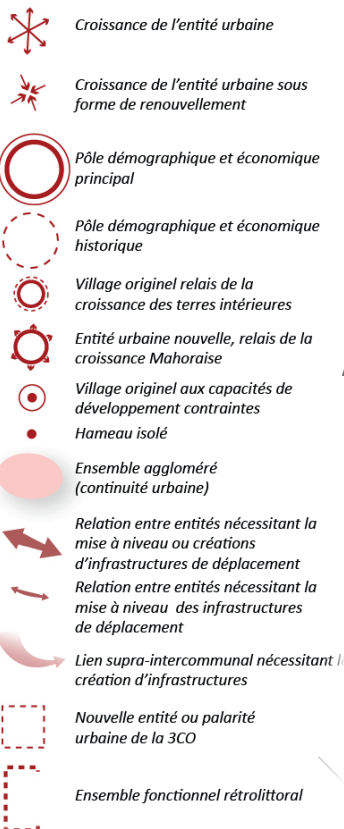 Croissance de l'entité urbaine
Croissance de l'entité urbaine sous
forme de renouvellement
Pôle démographique et économique
principal
Pôle démographique et économique
historique
Village originel relais de la
croissance des terres intérieures
Entité urbaine nouvelle, relais de la
croissance Mahoraise
Village originel aux capacités de
développement contraintes
Hameau isolé
Ensemble aggloméré
(continuité urbaine)
Relation entre entités nécessitant la
mise à niveau ou créations
d'infrastructures de déplacement
Relation entre entités nécessitant la
mise à niveau des infrastructures
de déplacement
Lien supra-intercommunal nécessitant
création d'infrastructures
Nouvelle entité ou palarité
urbaine de la 3CO
Ensemble fonctionnel rétrolittoral